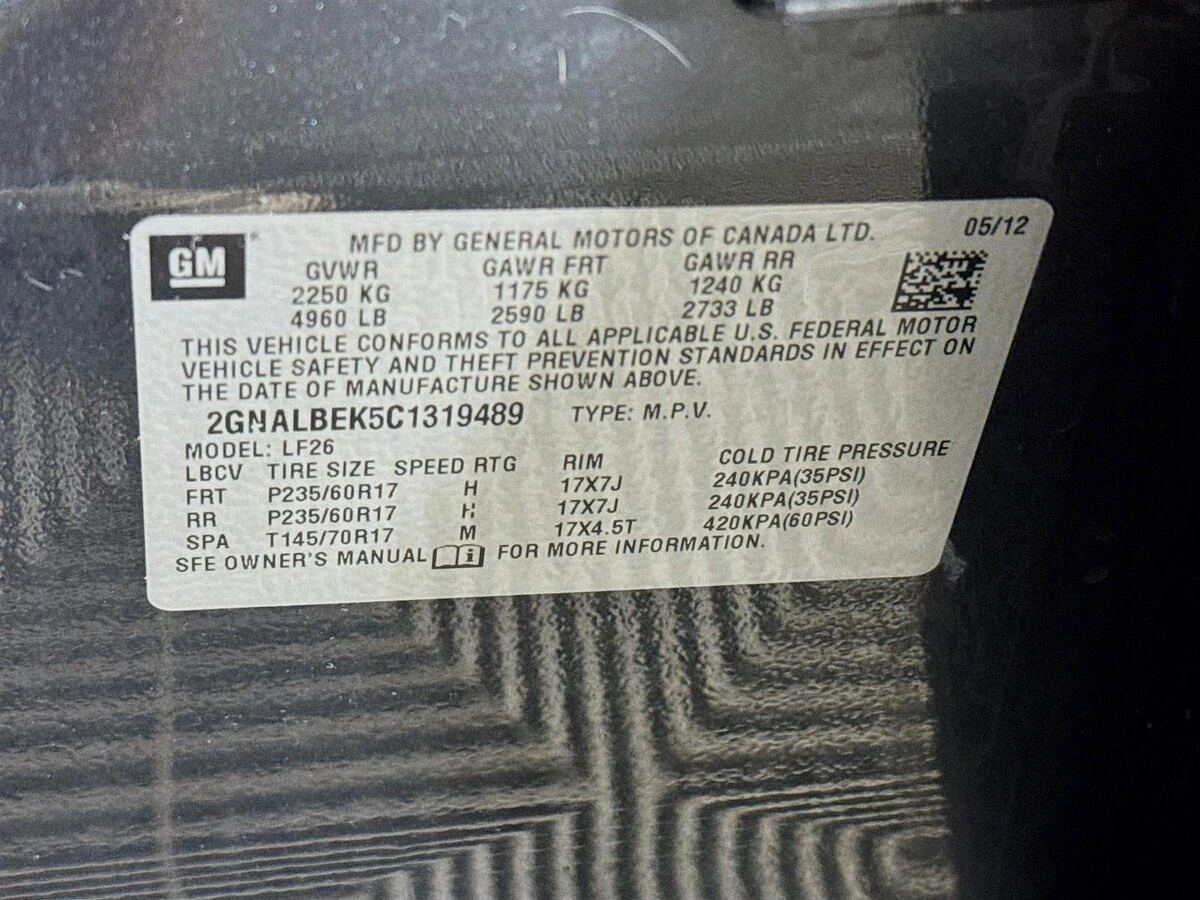 GM MFD BY GENERAL MOTORS OF CANADA LTD. 05/12
GVWR GAWR FRT GAWR RR
2250 KG 1175 KG 1240 KG
4960 LB 2590 LB 2733 LB
THIS VEHICLE CONFORMS TO ALL APPLICABLE U.S. FEDERAL MOTOR
VEHICLE SAFETY AND THEFT PREVENTION STANDARDS IN EFFECT ON
THE DATE OF MANUFACTURE SHOWN ABOVE.
2GNALBEK5C1319489 TYPE: M.P.V.
MODEL: LF26
LBCV TIRE SIZE SPEED RTG RIM COLD TIRE PRESSURE
FRT P235/60R17 H 17X7J 240KPA(35PSI)
RR P235/60R17 H 17X7J 240KPA(35PSI)
SPA T145/70R17 M 17X4.5T 420KPA(60PSI)
SEE OWNER'S MANUAL i FOR MORE INFORMATION.